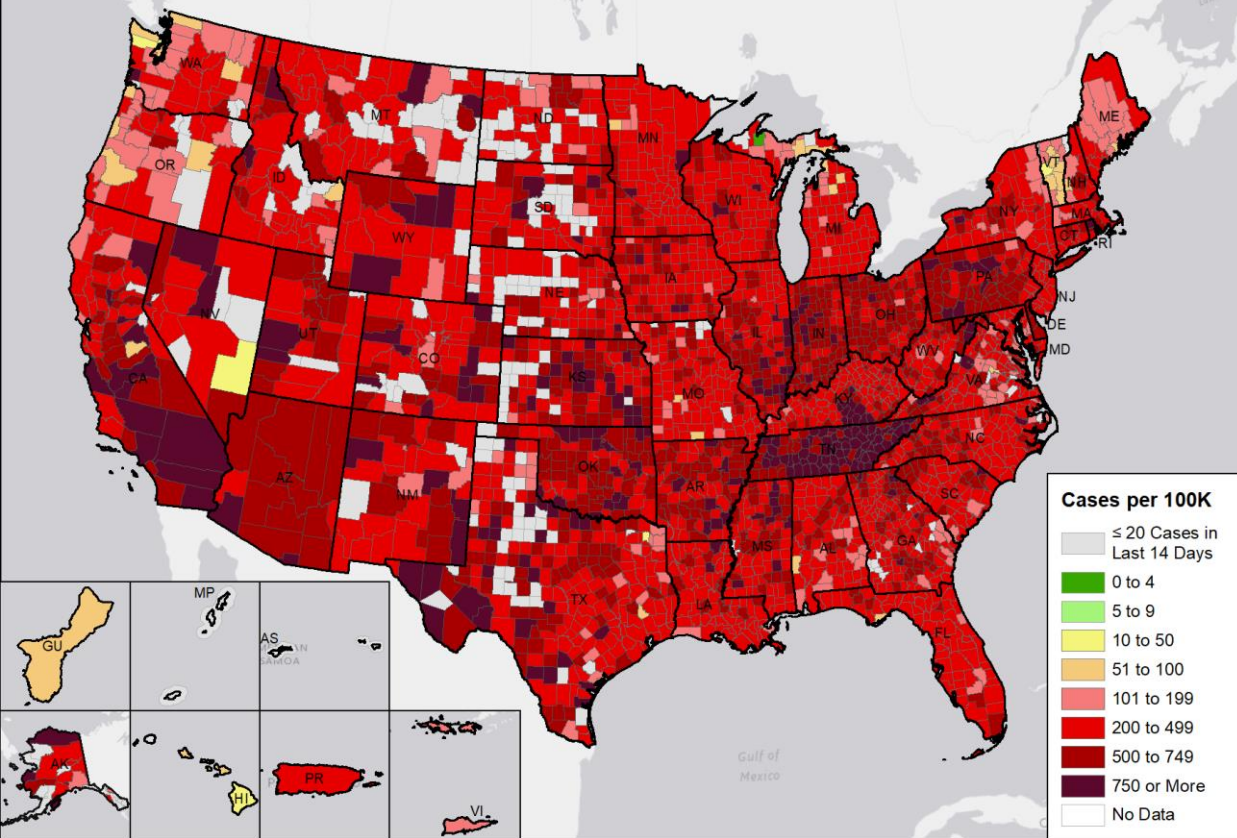 WA
MT
ND
MN
ME
OR
ID
SD
WI
MI
VT
NH
NY
MA
CT
RI
WY
IA
NE
PA
NJ
NV
UT
CO
IL
IN
OH
DE
MD
WV
VA
CA
KS
MO
KY
AZ
NM
OK
AR
TN
NC
SC
MS
AL
GA
TX
LA
FL
Gulf of
Mexico
GU
MP
AS
SAMOA
AK
HI
PR
VI
Cases per 100K
≤ 20 Cases in
Last 14 Days
0 to 4
5 to 9
10 to 50
51 to 100
101 to 199
200 to 499
500 to 749
750 or More
No Data